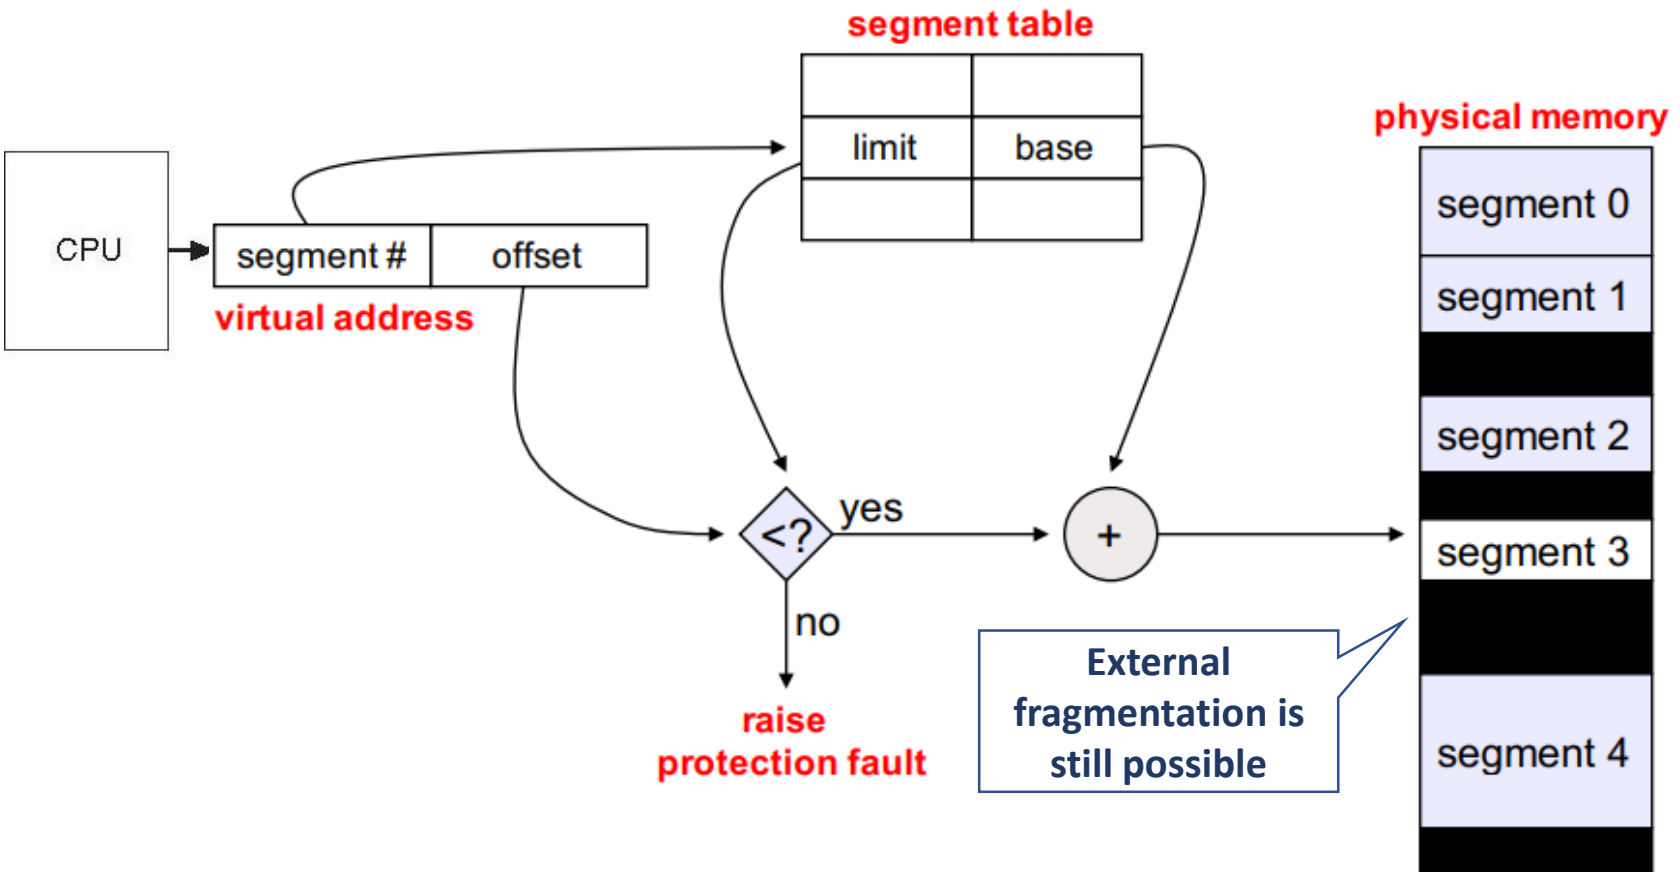 segment table
physical memory
limit
base
segment 0
CPU
segment #
offset
segment 1
virtual address
segment 2
yes
<?
+
segment 3
no
External
fragmentation is
still possible
raise
protection fault
segment 4